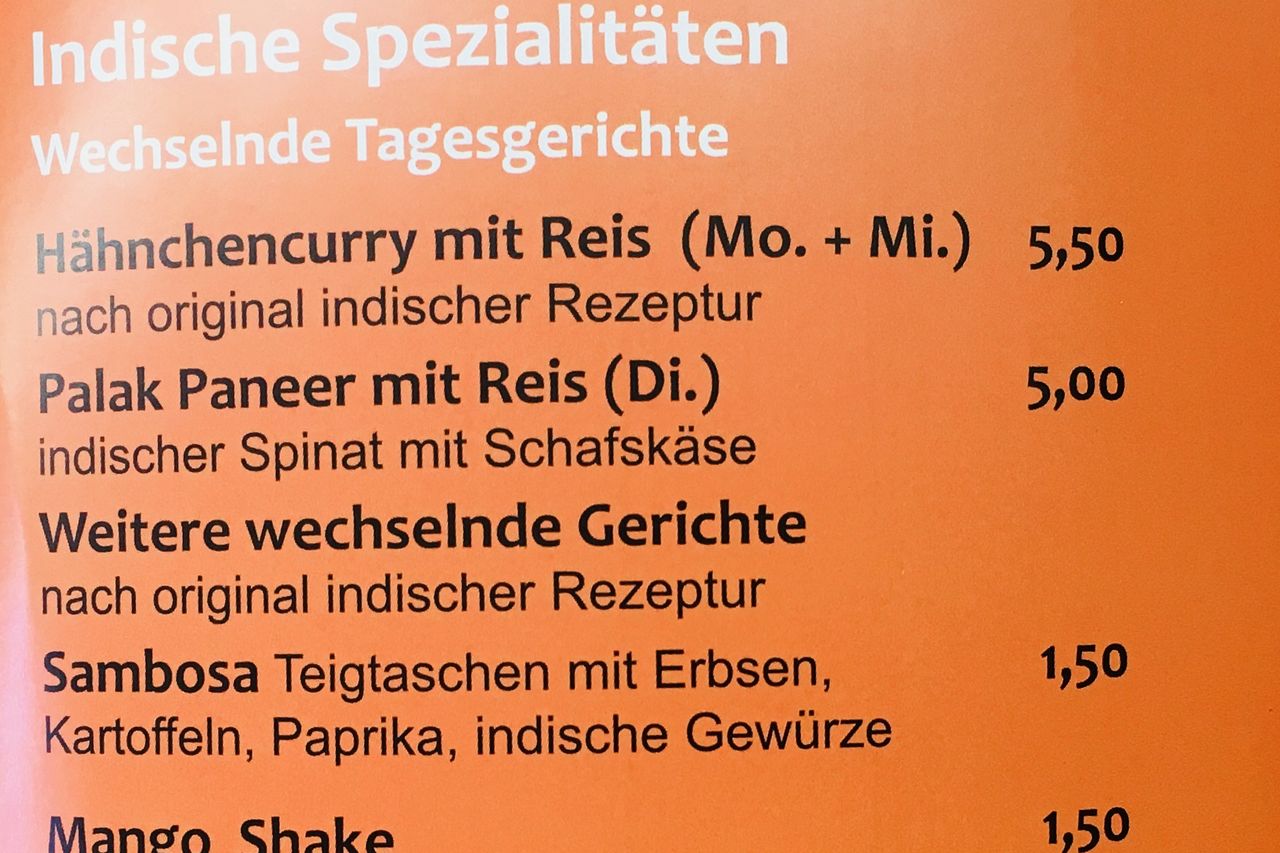 Indische Spezialitäten
Wechselnde Tagesgerichte
Hähnchencurry mit Reis (Mo. + Mi.) 5,50
nach original indischer Rezeptur
Palak Paneer mit Reis (Di.) 5,00
indischer Spinat mit Schafskäse
Weitere wechselnde Gerichte
nach original indischer Rezeptur
Sambosa Teigtaschen mit Erbsen, 1,50
Kartoffeln, Paprika, indische Gewürze
Mango Shake 1,50